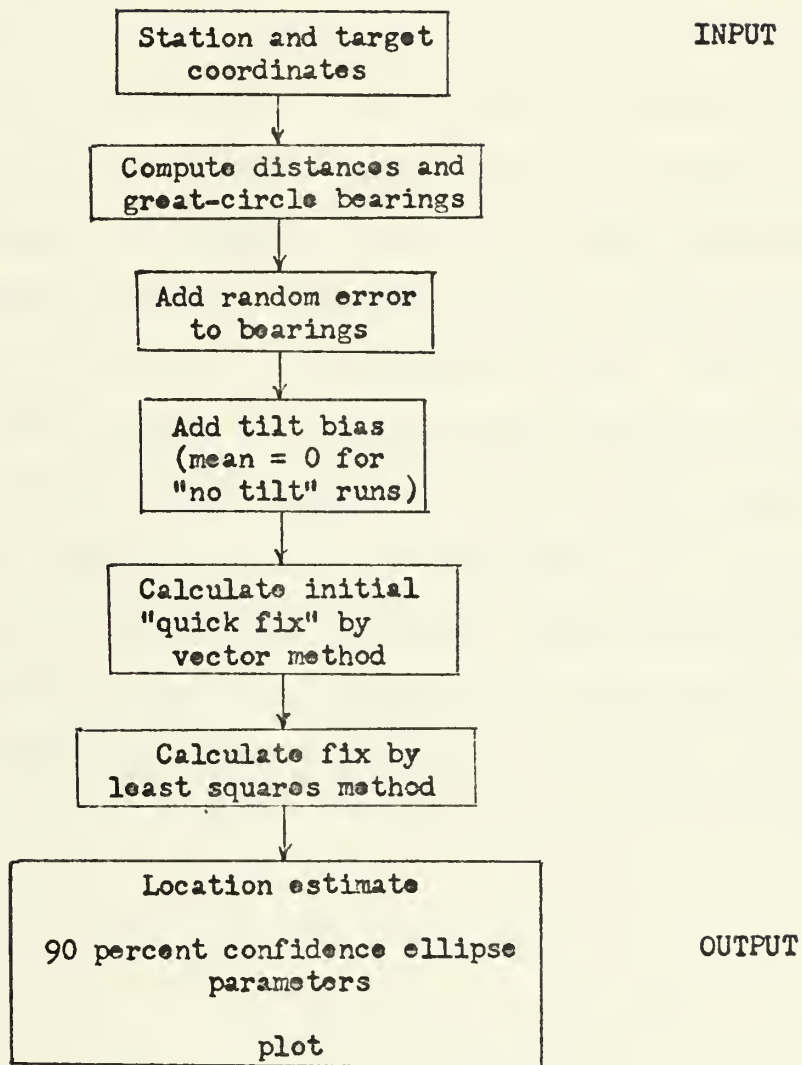 Station and target
coordinates
INPUT
Compute distances and
great-circle bearings
Add random error
to bearings
Add tilt bias
(mean = 0 for
"no tilt" runs)
Calculate initial
"quick fix" by
vector method
Calculate fix by
least squares method
Location estimate
90 percent confidence ellipse
parameters
plot
OUTPUT